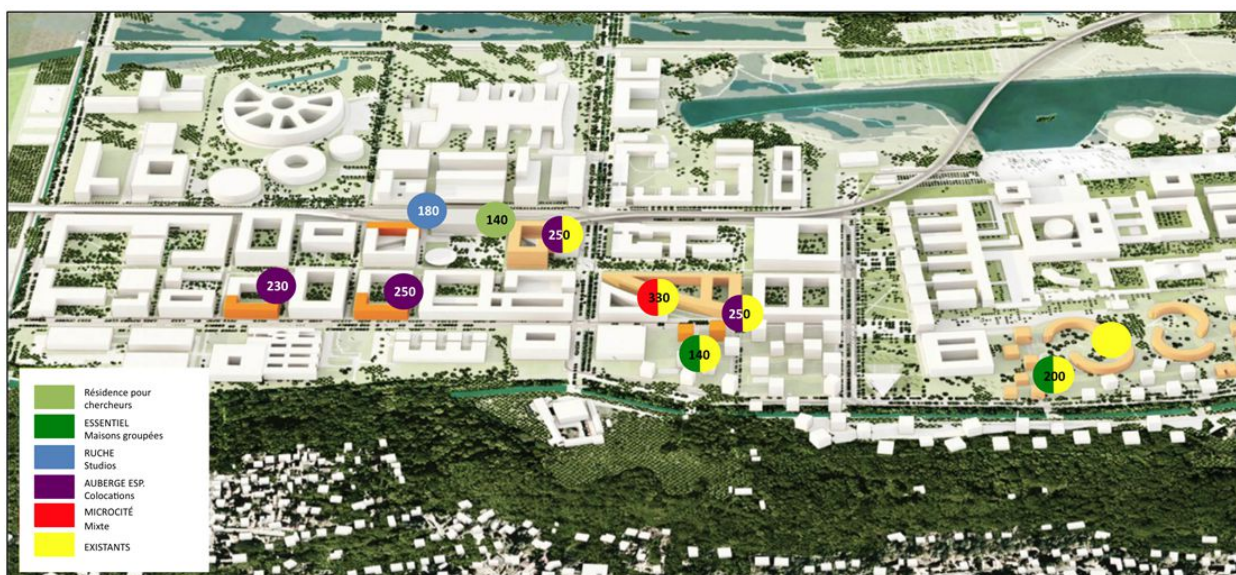 180
140
250
230
250
330
250
140
200
Résidence pour
chercheurs
ESSENTIEL
Maisons groupées
RUCHE
Studios
AUBERGE ESP.
Colocations
MICROCITÉ
Mixte
EXISTANTS